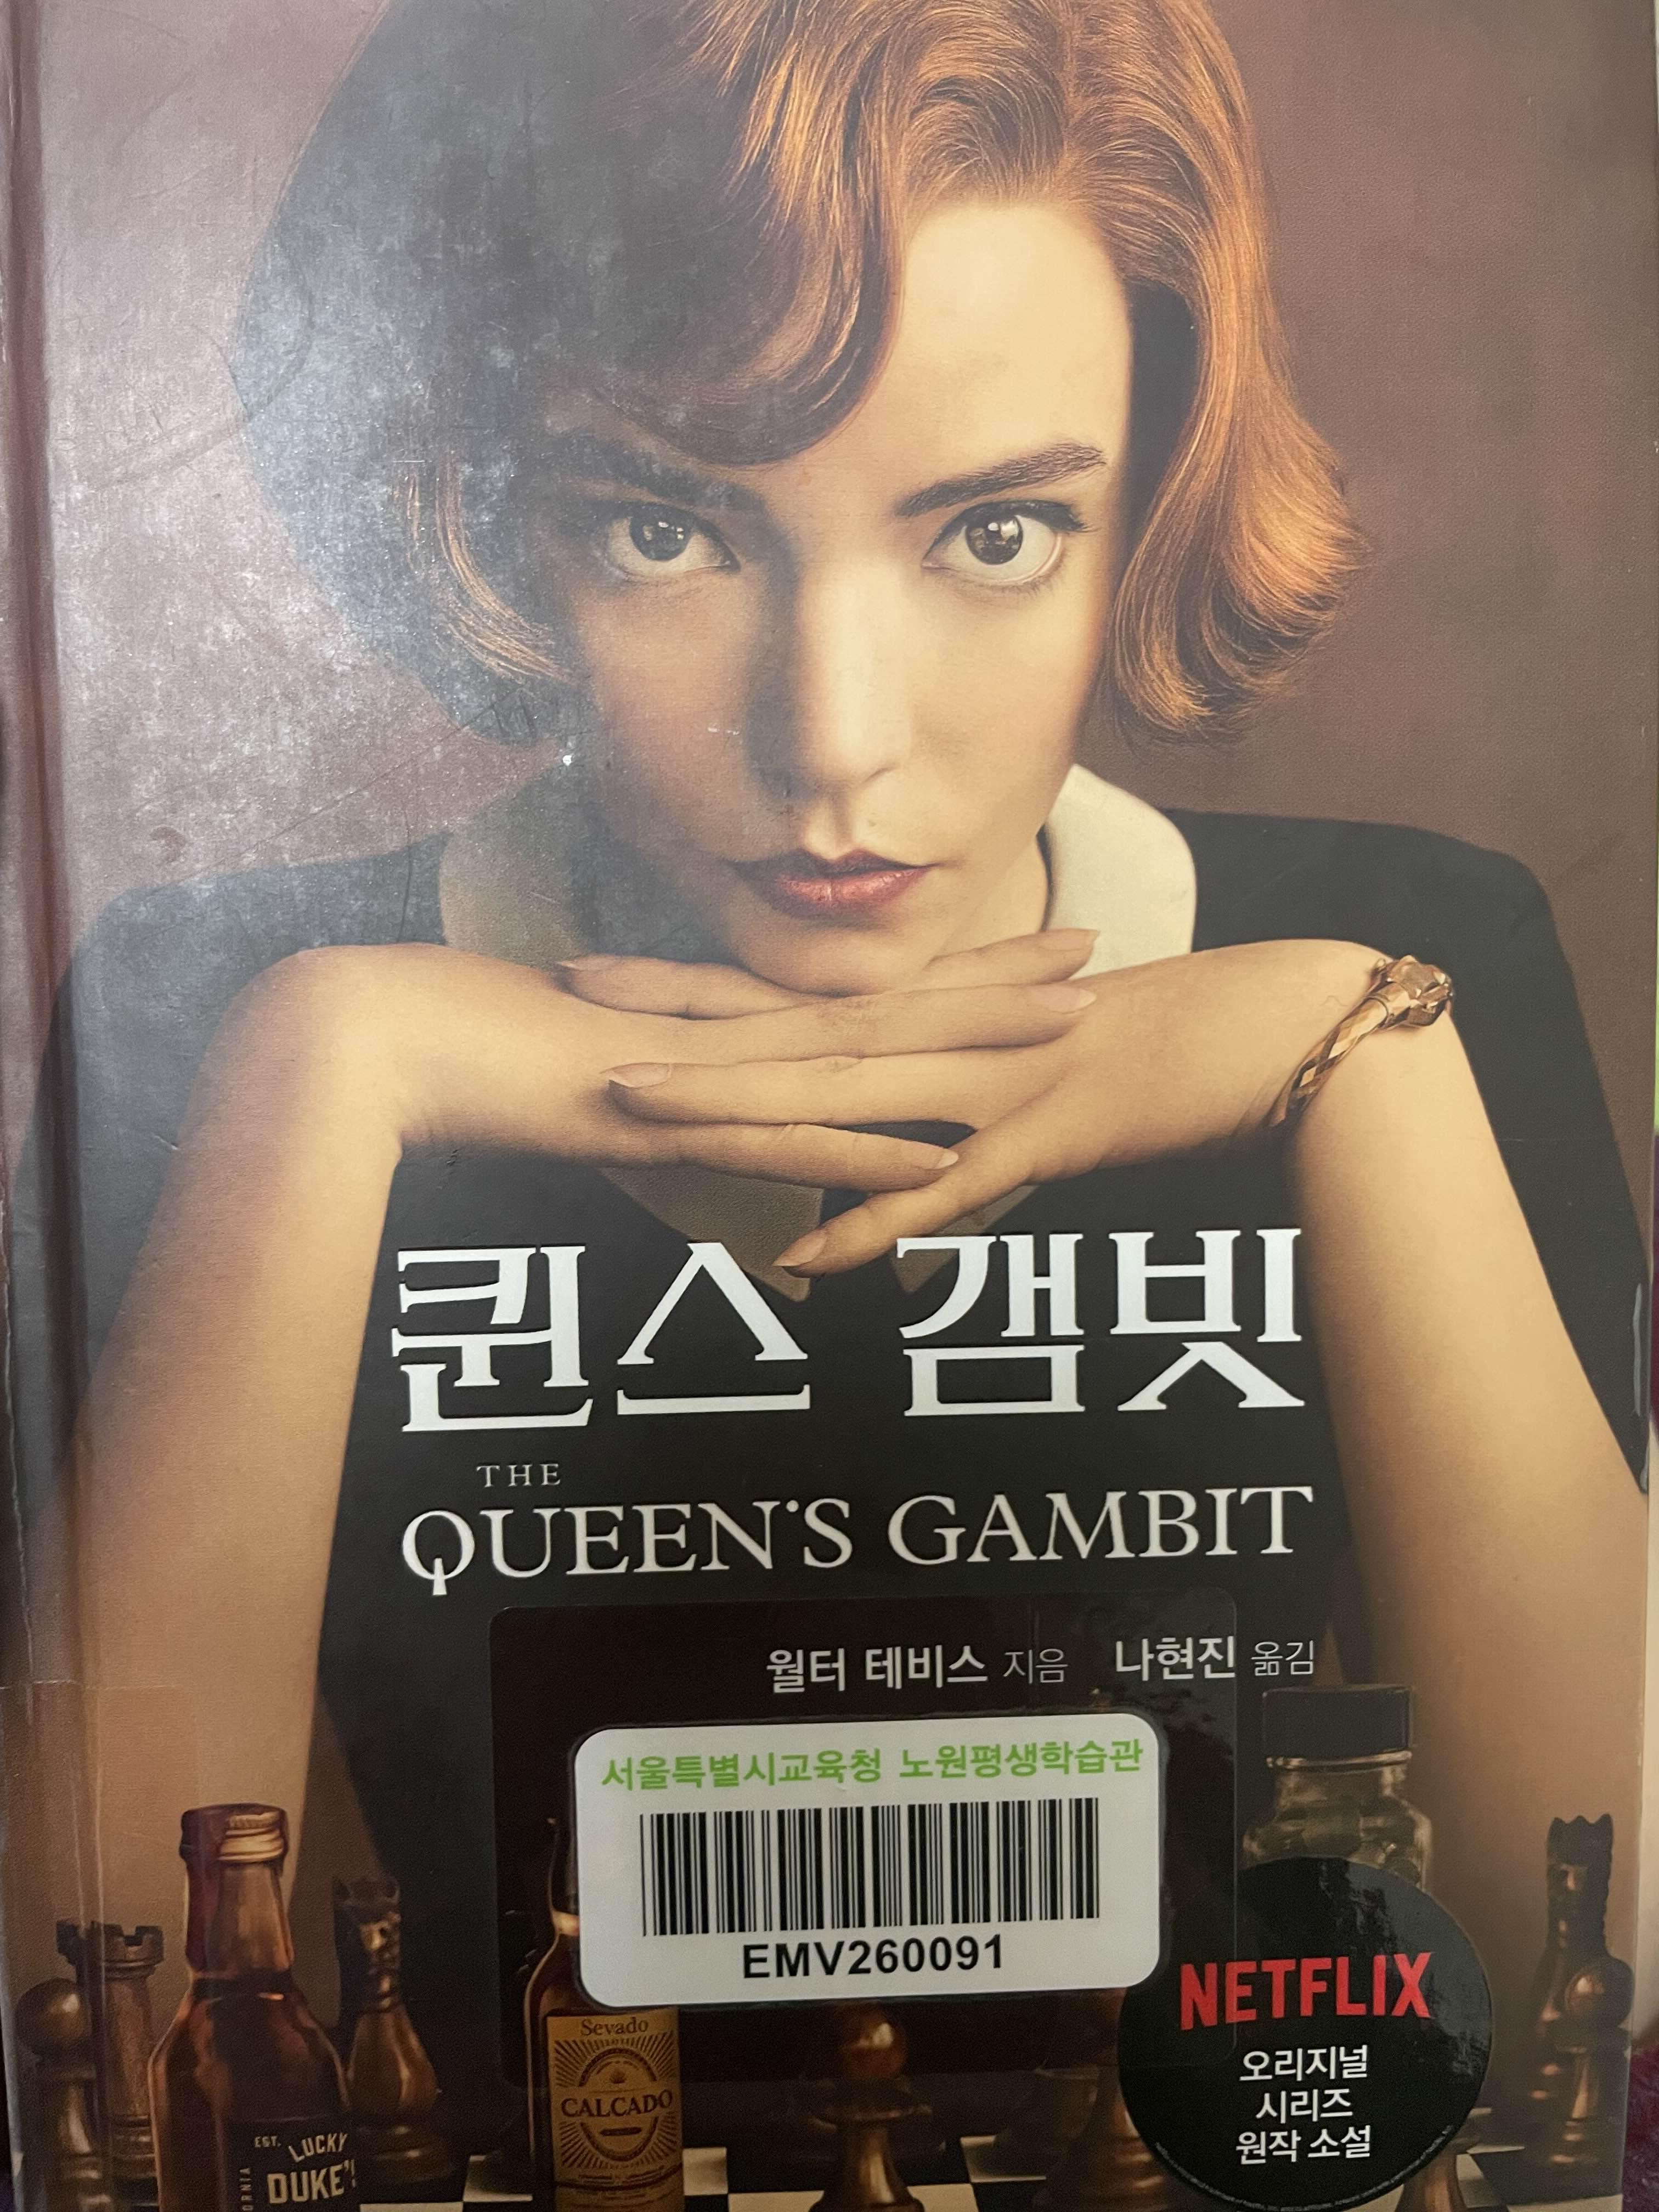 퀸스 갬빗
THE
QUEEN'S GAMBIT
월터 테비스 지음 나현진 옮김
서울특별시교육청 노원평생학습관
EMV260091
NETFLIX
오리지널
시리즈
원작 소설
Sevado
CALCADO
EST. LUCKY
DUKE'